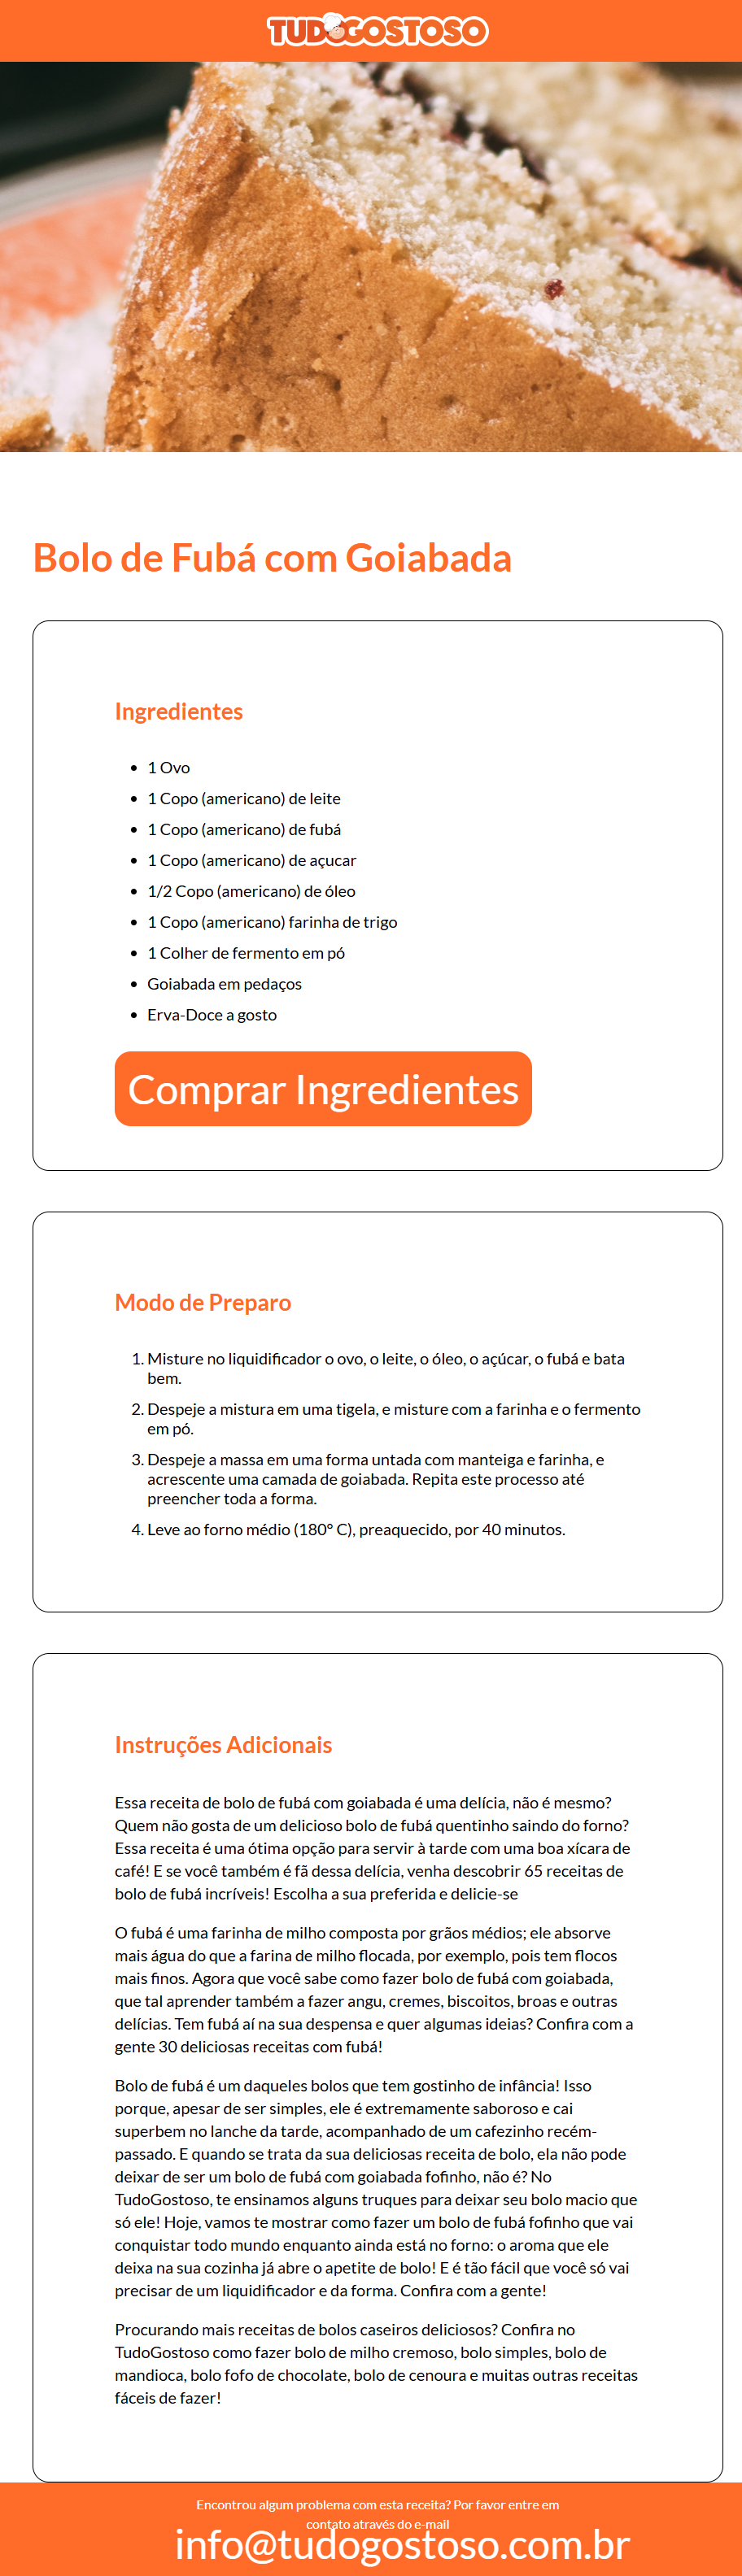 TUDOGOSTOSO
Bolo de Fubá com Goiabada
Ingredientes
• 1 Ovo
• 1 Copo (americano) de leite
• 1 Copo (americano) de fubá
• 1 Copo (americano) de açucar
• 1/2 Copo (americano) de óleo
• 1 Copo (americano) farinha de trigo
• 1 Colher de fermento em pó
• Goiabada em pedaços
• Erva-Doce a gosto
Comprar Ingredientes
Modo de Preparo
1. Misture no liquidificador o ovo, o leite, o óleo, o açúcar, o fubá e bata
bem.
2. Despeje a mistura em uma tigela, e misture com a farinha e o fermento
em pó.
3. Despeje a massa em uma forma untada com manteiga e farinha, e
acrescente uma camada de goiabada. Repita este processo até
preencher toda a forma.
4. Leve ao forno médio (180° C), preaquecido, por 40 minutos.
Instruções Adicionais
Essa receita de bolo de fubá com goiabada é uma delícia, não é mesmo?
Quem não gosta de um delicioso bolo de fubá quentinho saindo do forno?
Essa receita é uma ótima opção para servir à tarde com uma boa xícara de
café! E se você também é fã dessa delícia, venha descobrir 65 receitas de
bolo de fubá incríveis! Escolha a sua preferida e delicie-se
O fubá é uma farinha de milho composta por grãos médios; ele absorve
mais água do que a farina de milho flocada, por exemplo, pois tem flocos
mais finos. Agora que você sabe como fazer bolo de fubá com goiabada,
que tal aprender também a fazer angu, cremes, biscoitos, broas e outras
delícias. Tem fubá aí na sua despensa e quer algumas ideias? Confira com a
gente 30 deliciosas receitas com fubá!
Bolo de fubá é um daqueles bolos que tem gostinho de infância! Isso
porque, apesar de ser simples, ele é extremamente saboroso e cai
superbem no lanche da tarde, acompanhado de um cafezinho recém-
passado. E quando se trata da sua deliciosas receita de bolo, ela não pode
deixar de ser um bolo de fubá com goiabada fofinho, não é? No
TudoGostoso, te ensinamos alguns truques para deixar seu bolo macio que
só ele! Hoje, vamos te mostrar como fazer um bolo de fubá fofinho que vai
conquistar todo mundo enquanto ainda está no forno: o aroma que ele
deixa na sua cozinha já abre o apetite de bolo! E é tão fácil que você só vai
precisar de um liquidificador e da forma. Confira com a gente!
Procurando mais receitas de bolos caseiros deliciosos? Confira no
TudoGostoso como fazer bolo de milho cremoso, bolo simples, bolo de
mandioca, bolo fofo de chocolate, bolo de cenoura e muitas outras receitas
fáceis de fazer!
Encontrou algum problema com esta receita? Por favor entre em
contato através do e-mail
info@tudogostoso.com.br